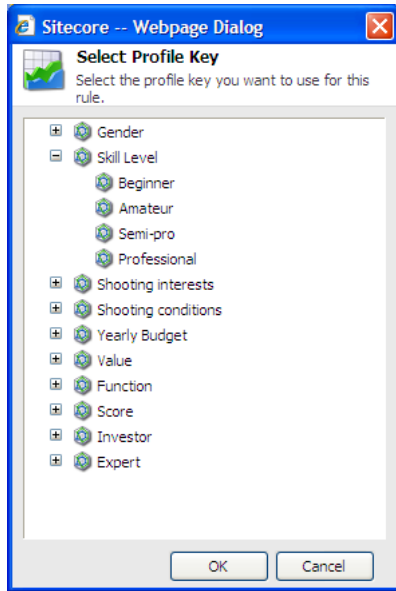 Sitecore -- Webpage Dialog
Select Profile Key
Select the profile key you want to use for this
rule.
Gender
Skill Level
Beginner
Amateur
Semi-pro
Professional
Shooting interests
Shooting conditions
Yearly Budget
Value
Function
Score
Investor
Expert
OK Cancel